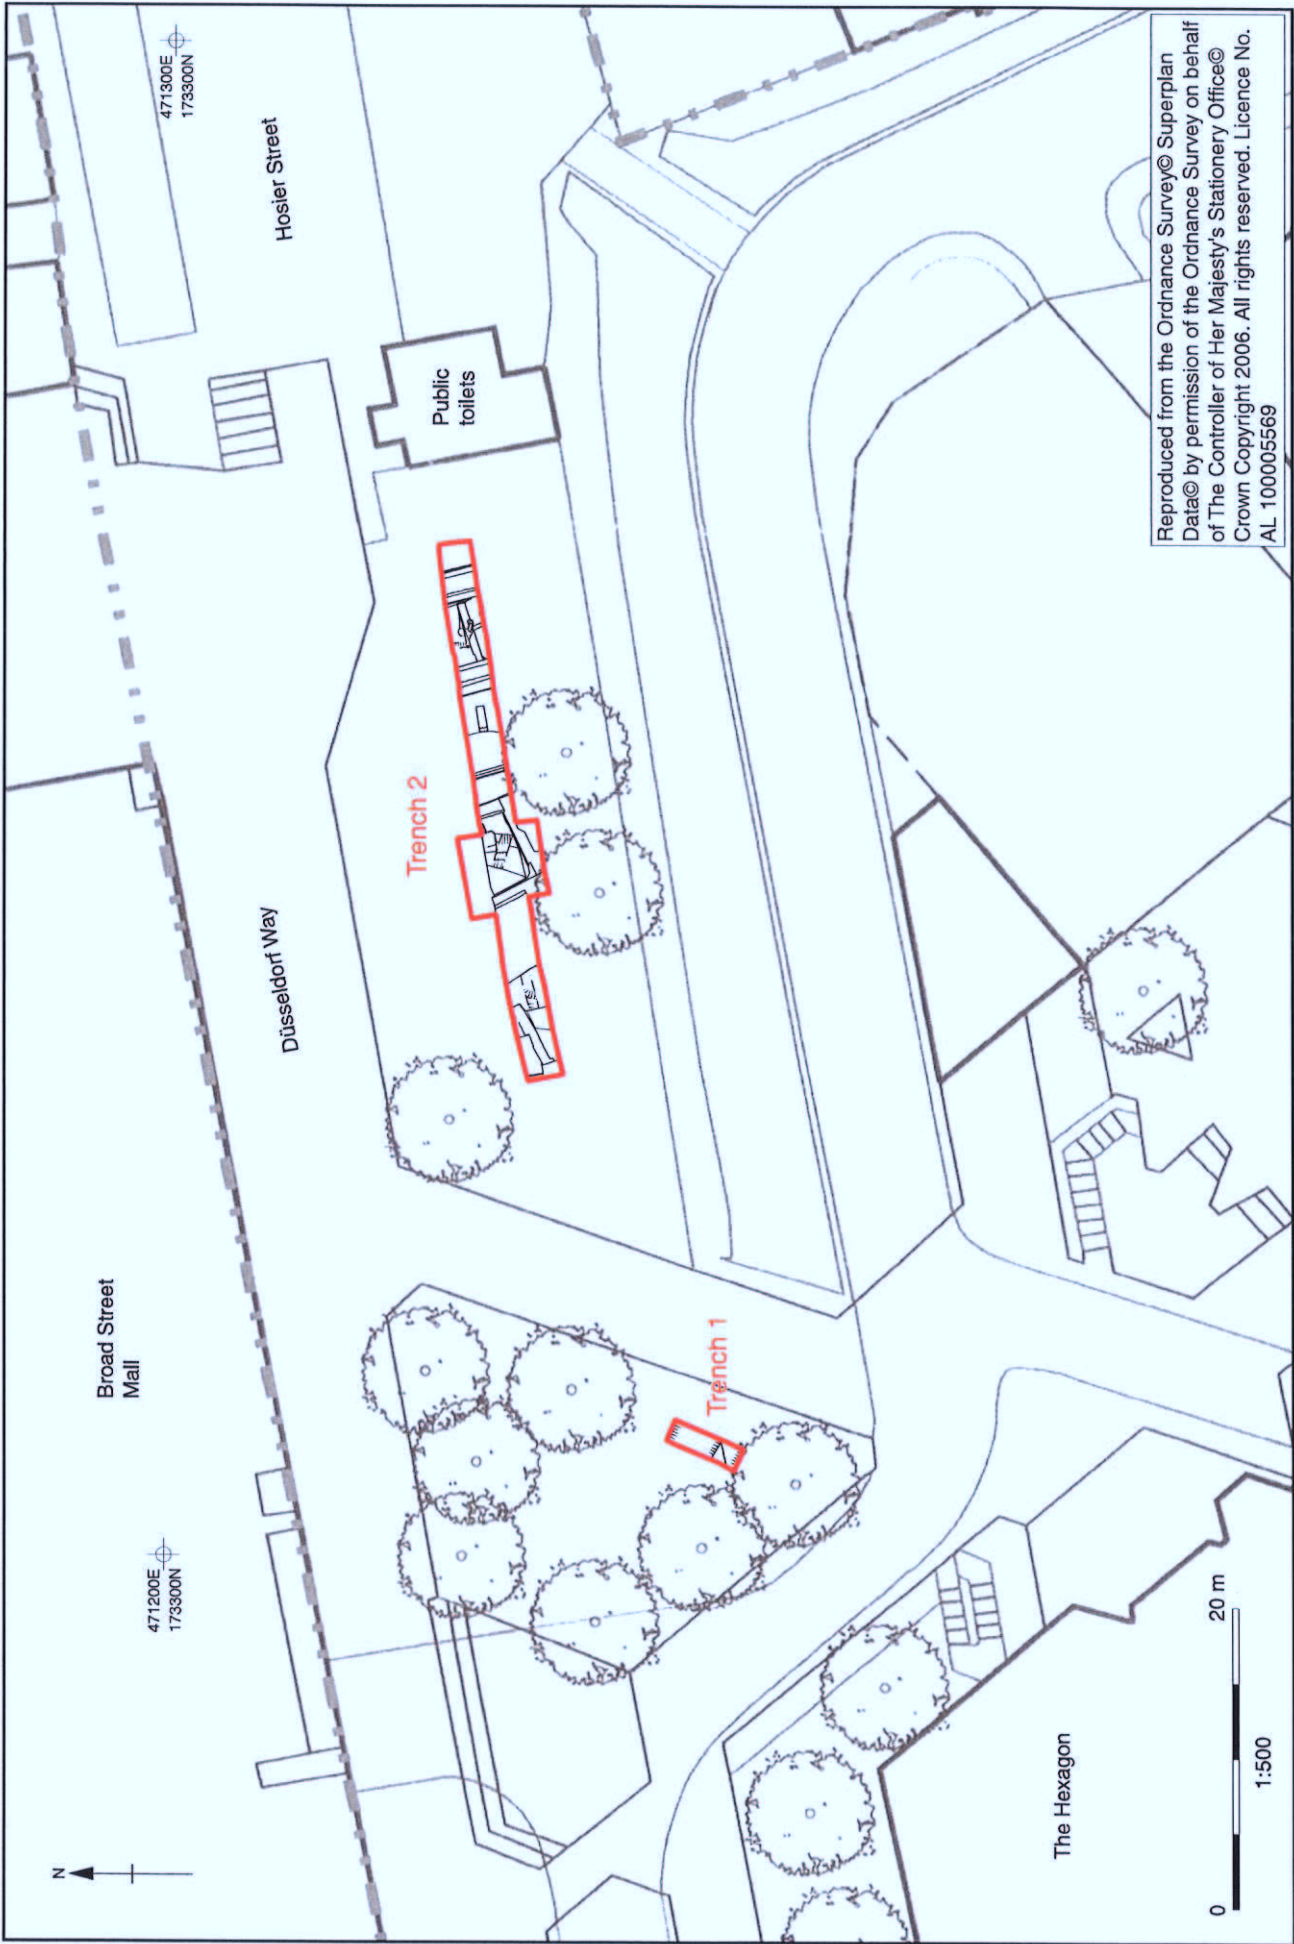 N
471200E
173300N
Broad Street
Mall
471300E
173300N
Düsseldorf Way
Hosier Street
Trench 2
Public
toilets
Trench 1
The Hexagon
0
20 m
1:500
Reproduced from the Ordnance Survey© Superplan
Data© by permission of the Ordnance Survey on behalf
of The Controller of Her Majesty's Stationery Office©
Crown Copyright 2006. All rights reserved. Licence No.
AL 100005569